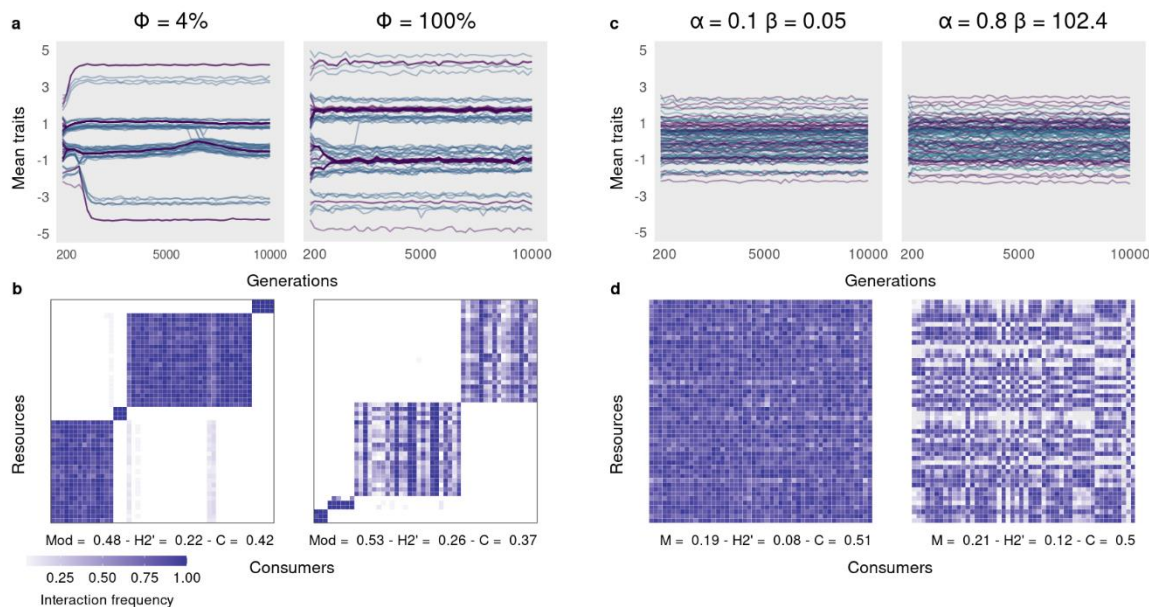 a
Φ = 4%
Φ = 100%
c
α = 0.1 β = 0.05
α = 0.8 β = 102.4
Mean traits
5
3
1
-1
-3
-5
200
5000
10000
200
5000
10000
Generations
Mean traits
5
3
1
-1
-3
-5
200
5000
10000
200
5000
10000
Generations
b
Resources
Mod = 0.48 - H2' = 0.22 - C = 0.42
Mod = 0.53 - H2' = 0.26 - C = 0.37
Consumers
0.25 0.50 0.75 1.00
Interaction frequency
d
Resources
M = 0.19 - H2' = 0.08 - C = 0.51
M = 0.21 - H2' = 0.12 - C = 0.5
Consumers